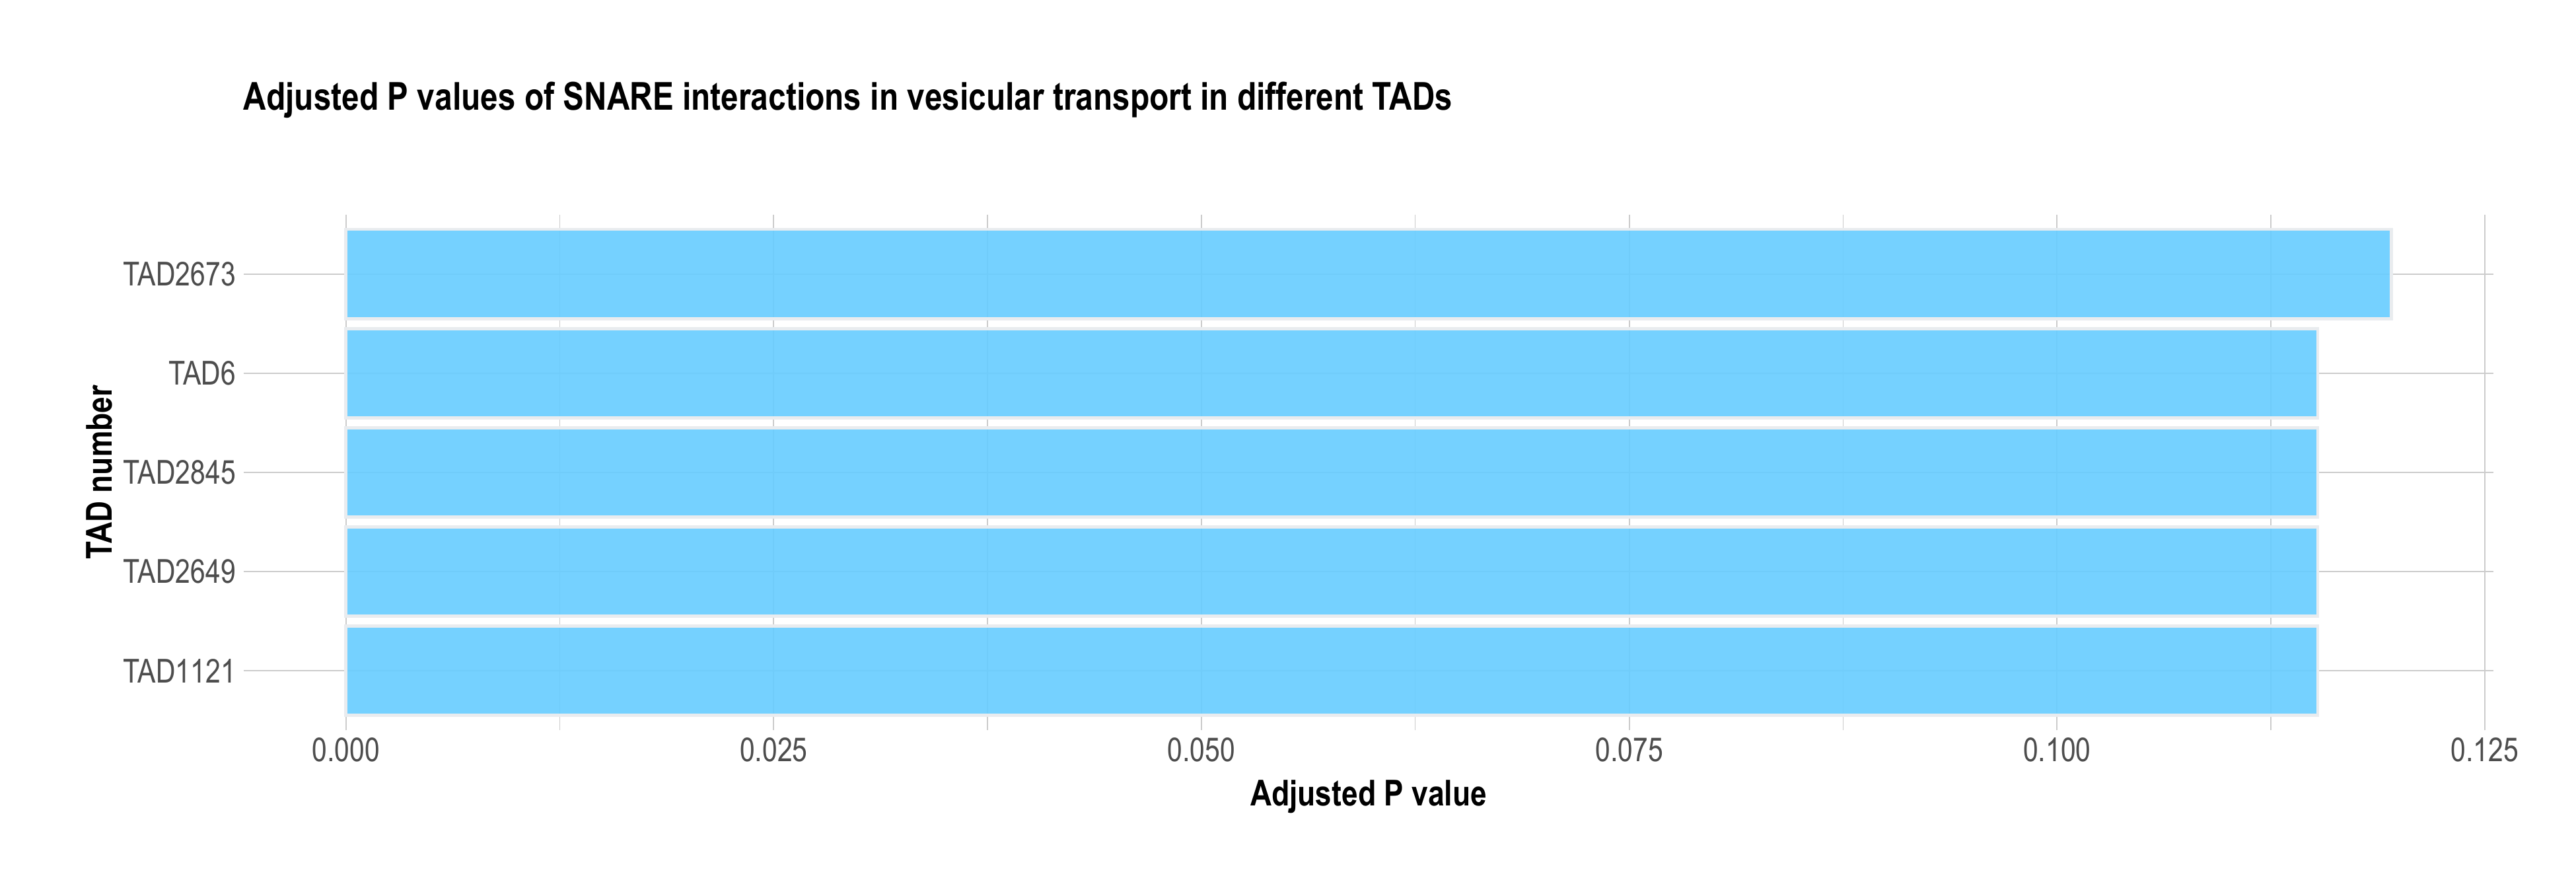 Adjusted P values of SNARE interactions in vesicular transport in different TADs
TAD number
TAD2673
TAD6
TAD2845
TAD2649
TAD1121
0.000 0.025 0.050 0.075 0.100 0.125
Adjusted P value